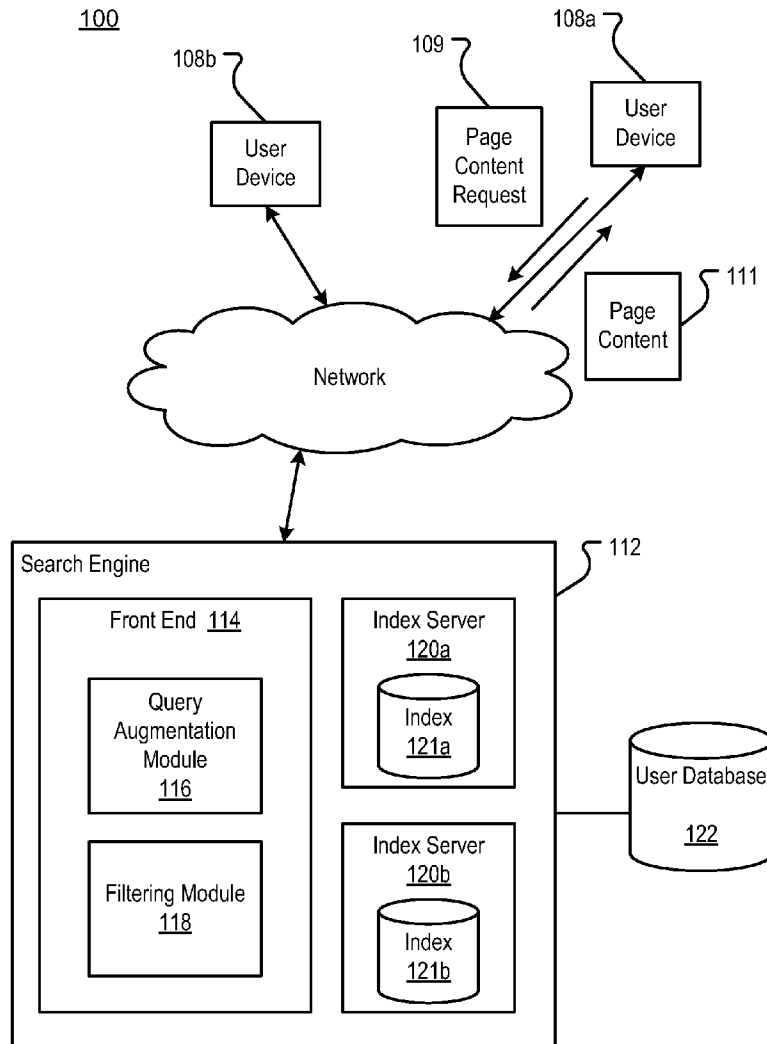 100
108b
109
108a
User
Device
Page
Content
Request
User
Device
111
Page
Content
Network
112
Search Engine
Front End 114
Query
Augmentation
Module
116
Filtering Module
118
Index Server
120a
Index
121a
Index Server
120b
Index
121b
User Database
122